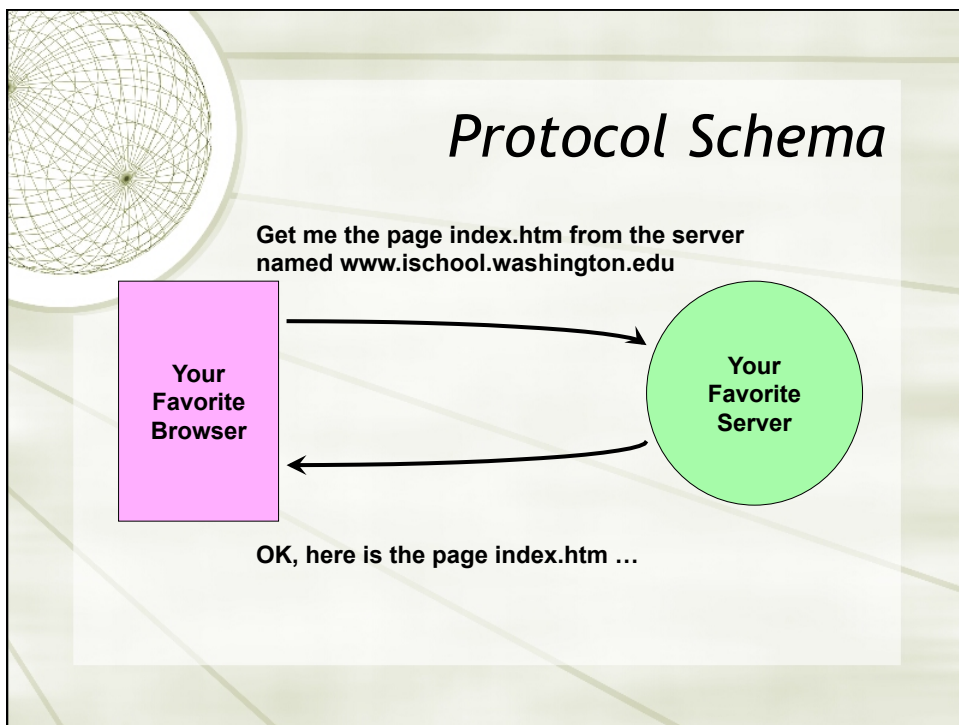 Protocol Schema
Get me the page index.htm from the server
named www.ischool.washington.edu
Your
Favorite
Browser
Your
Favorite
Server
OK, here is the page index.htm …